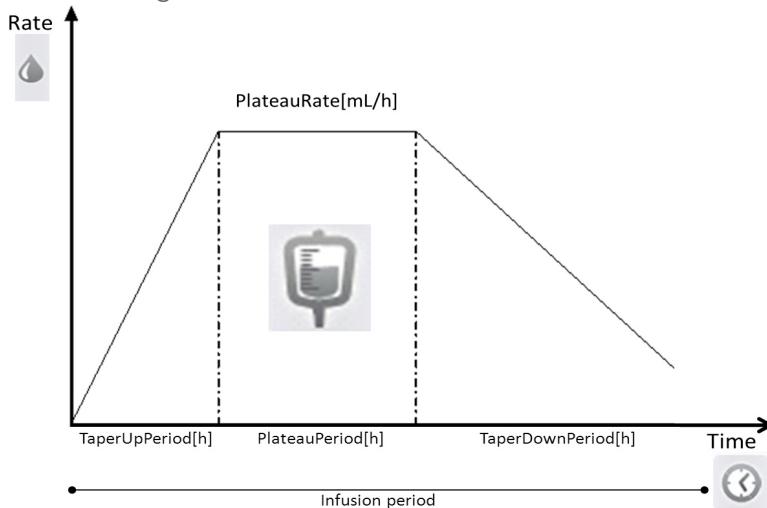 Rate
PlateauRate[mL/h]
TaperUpPeriod[h]
PlateauPeriod[h]
TaperDownPeriod[h]
Time
Infusion period